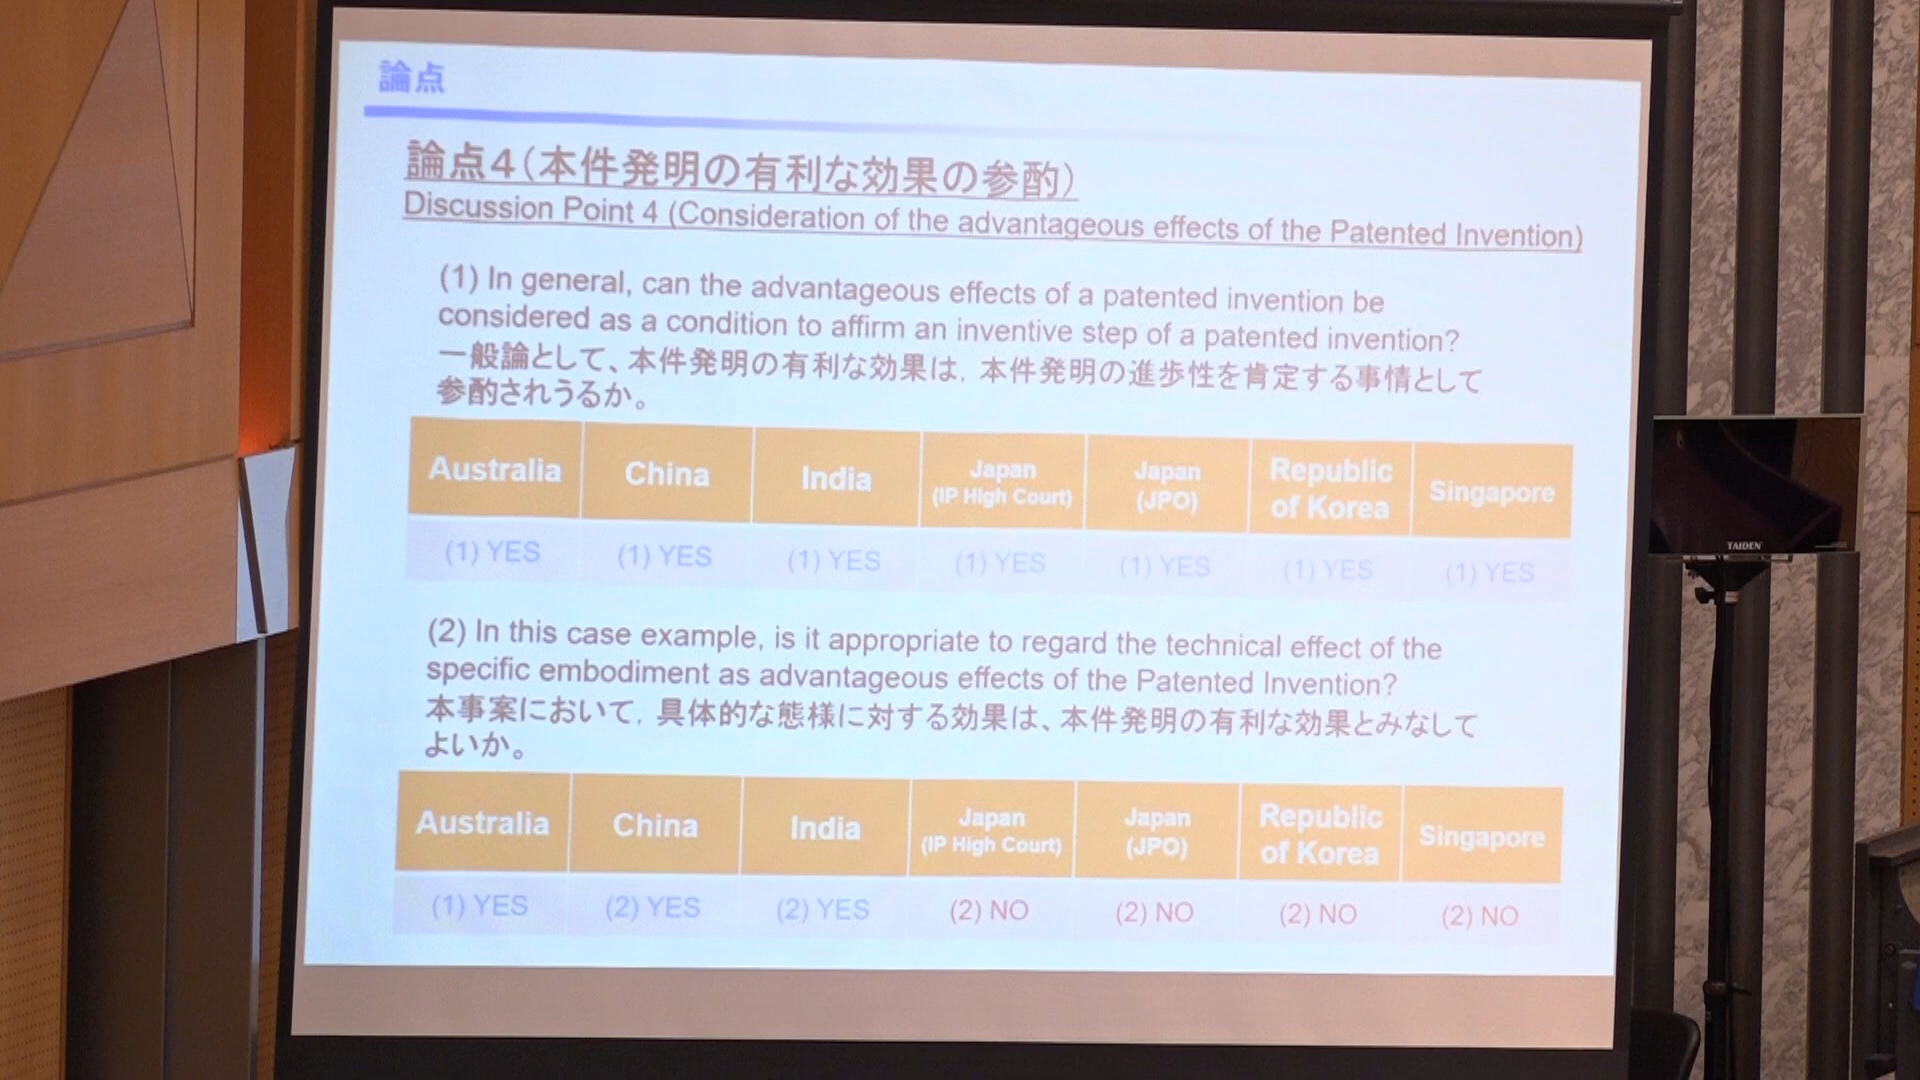 論点
論点4(本件発明の有利な効果の参酌)
Discussion Point 4 (Consideration of the advantageous effects of the Patented Invention)
(1) In general, can the advantageous effects of a patented invention be
considered as a condition to affirm an inventive step of a patented invention?
一般論として、本件発明の有利な効果は，本件発明の進歩性を肯定する事情として
参酌されうるか。
Australia China India Japan (IP High Court) Japan (JPO) Republic of Korea Singapore
(1) YES (1) YES (1) YES (1) YES (1) YES (1) YES (1) YES
(2) In this case example, is it appropriate to regard the technical effect of the
specific embodiment as advantageous effects of the Patented Invention?
本事案において，具体的な態様に対する効果は、本件発明の有利な効果とみなして
よいか。
Australia China India Japan (IP High Court) Japan (JPO) Republic of Korea Singapore
(1) YES (2) YES (2) YES (2) NO (2) NO (2) NO (2) NO
TAIDEN